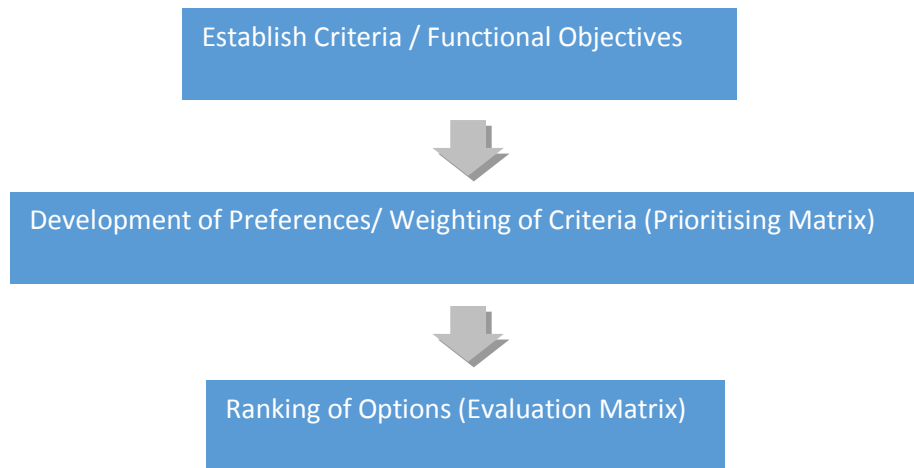 Establish Criteria / Functional Objectives
Development of Preferences/ Weighting of Criteria (Prioritising Matrix)
Ranking of Options (Evaluation Matrix)